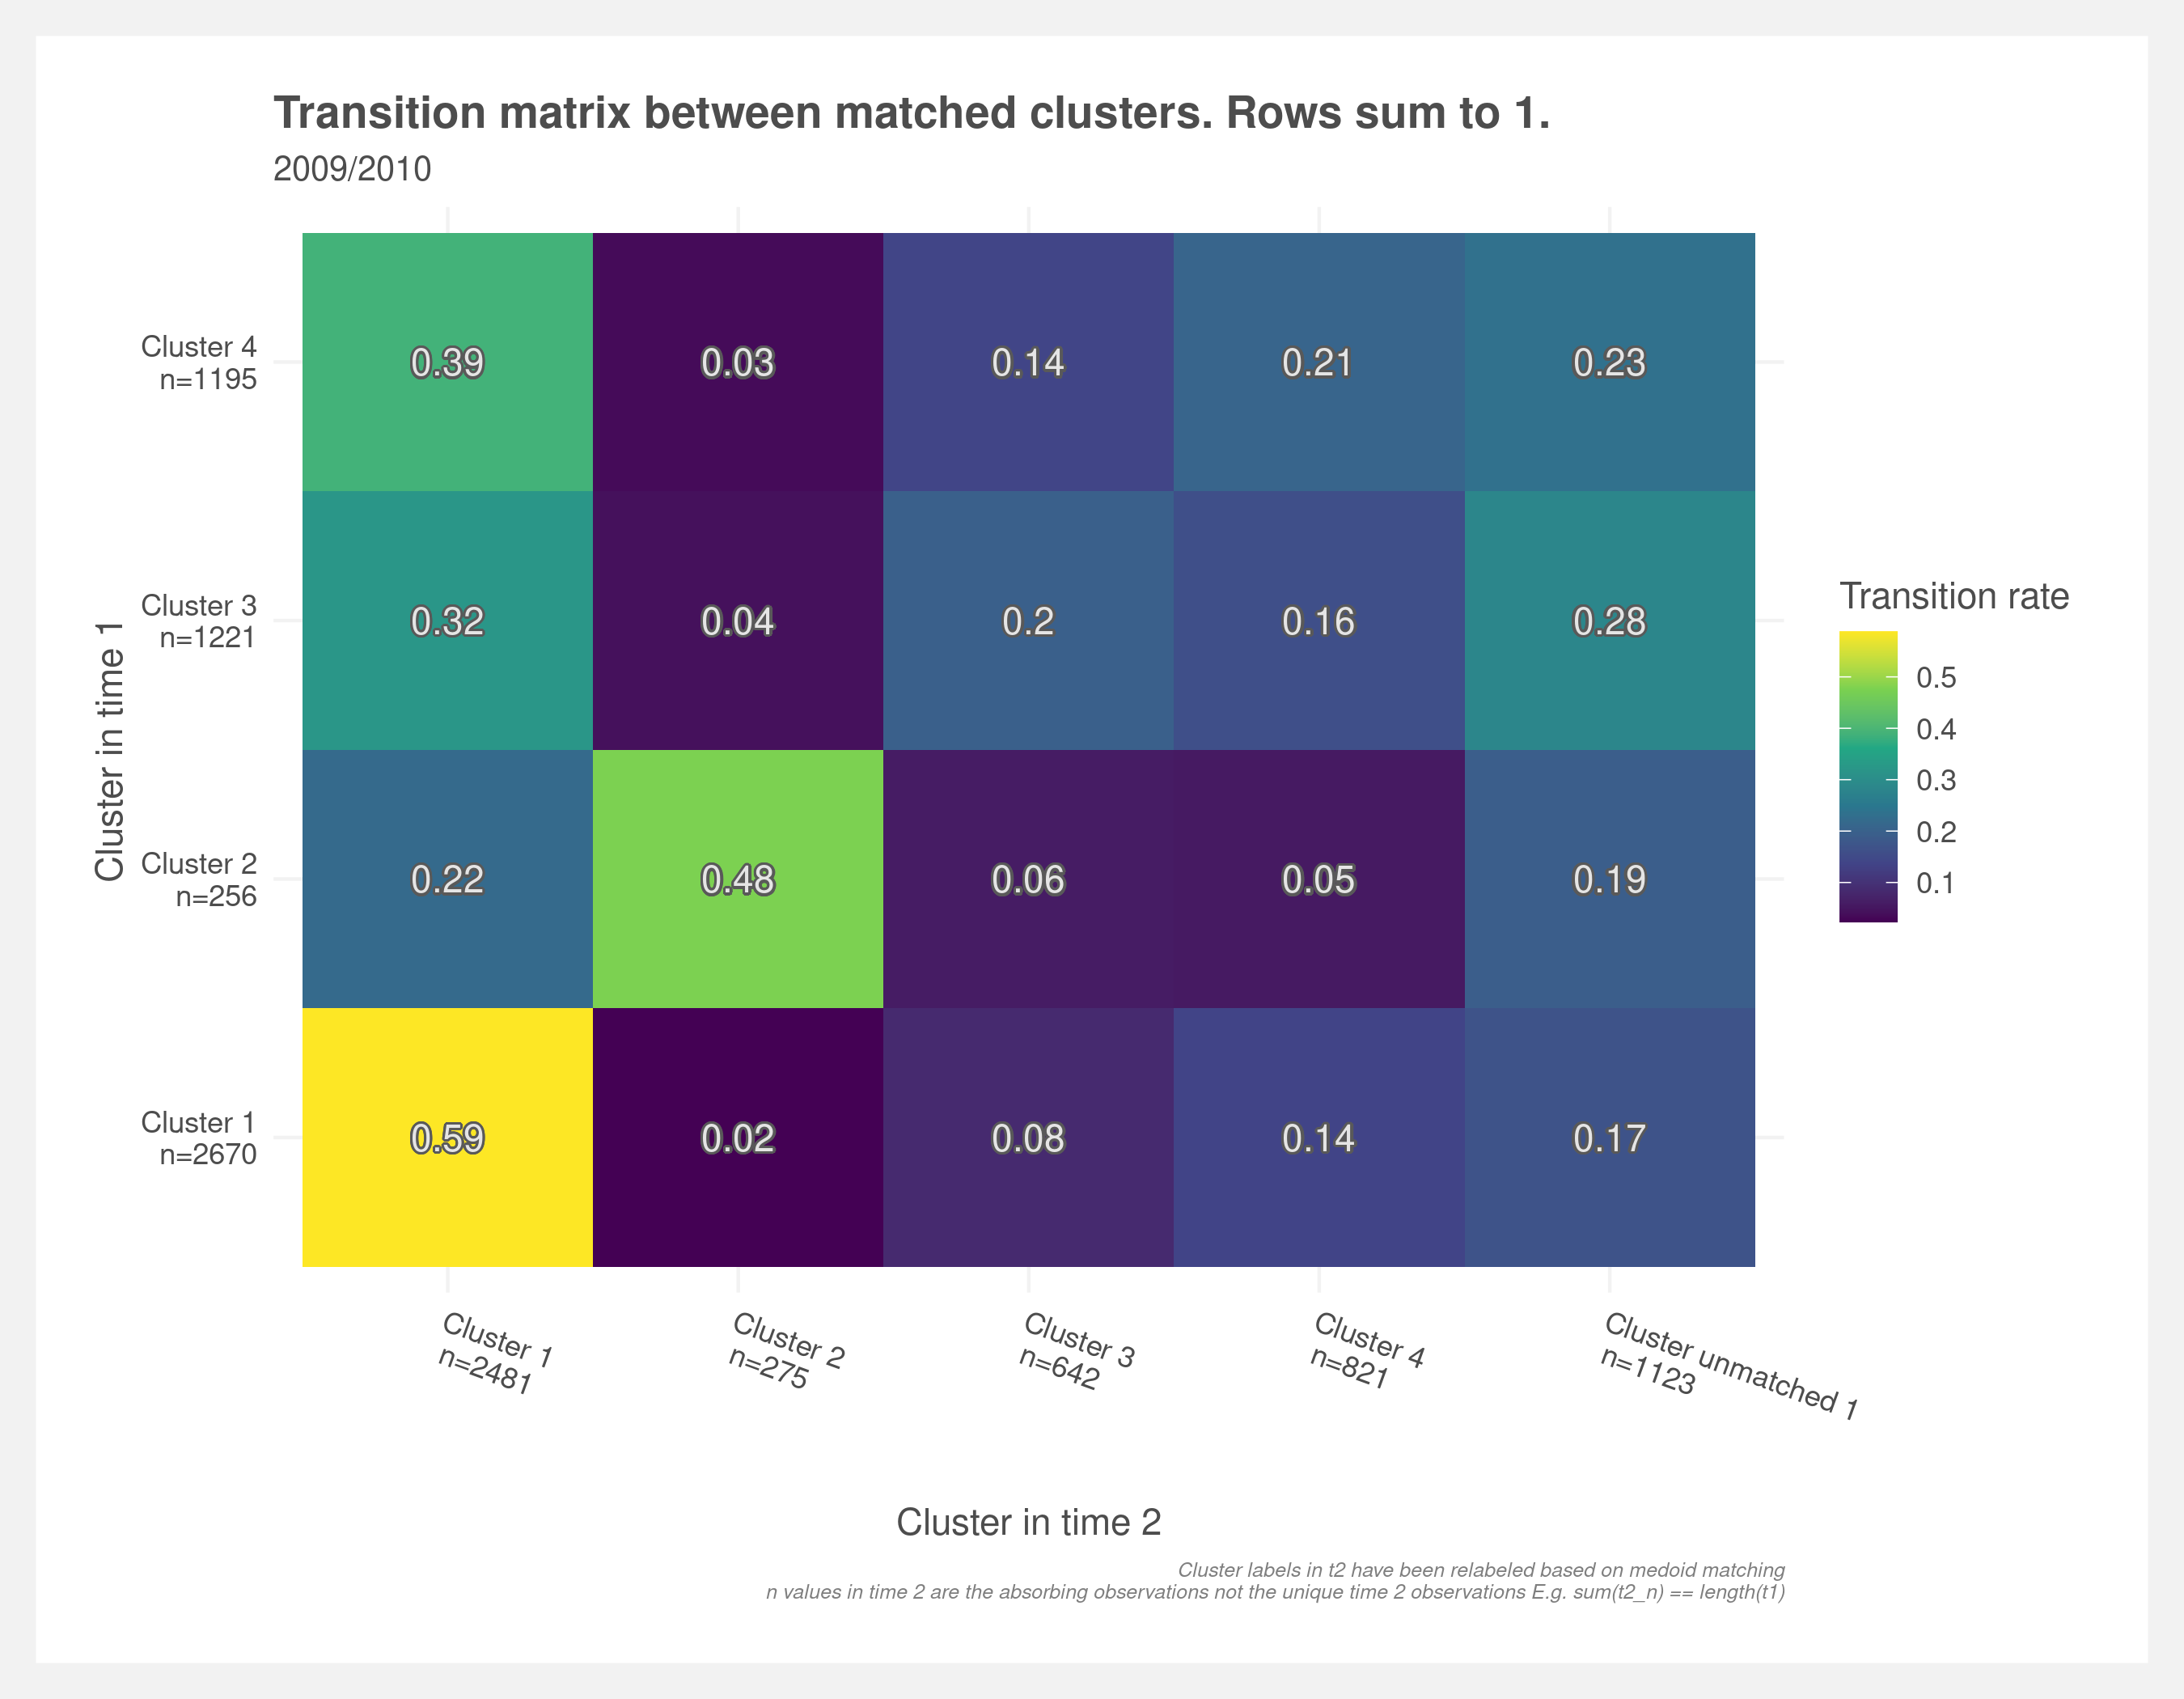 Transition matrix between matched clusters. Rows sum to 1.
2009/2010
Cluster in time 1
Cluster 4
n=1195
0.39 0.03 0.14 0.21 0.23
Cluster 3
n=1221
0.32 0.04 0.2 0.16 0.28
Cluster 2
n=256
0.22 0.48 0.06 0.05 0.19
Cluster 1
n=2670
0.59 0.02 0.08 0.14 0.17
Cluster 1
n=2481
Cluster 2
n=275
Cluster 3
n=642
Cluster 4
n=821
Cluster unmatched 1
n=1123
Cluster in time 2
Transition rate
0.5
0.4
0.3
0.2
0.1
Cluster labels in t2 have been relabeled based on medoid matching
n values in time 2 are the absorbing observations not the unique time 2 observations E.g. sum(t2_n) == length(t1)